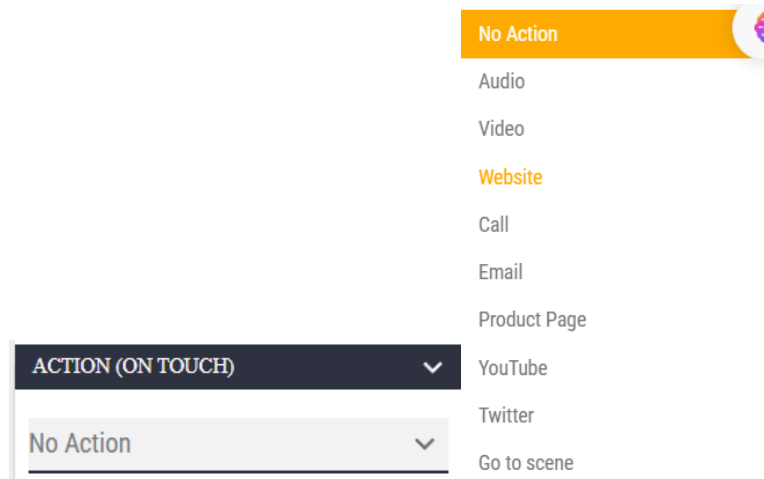 No Action
Audio
Video
Website
Call
Email
Product Page
ACTION (ON TOUCH)
YouTube
Twitter
No Action
Go to scene